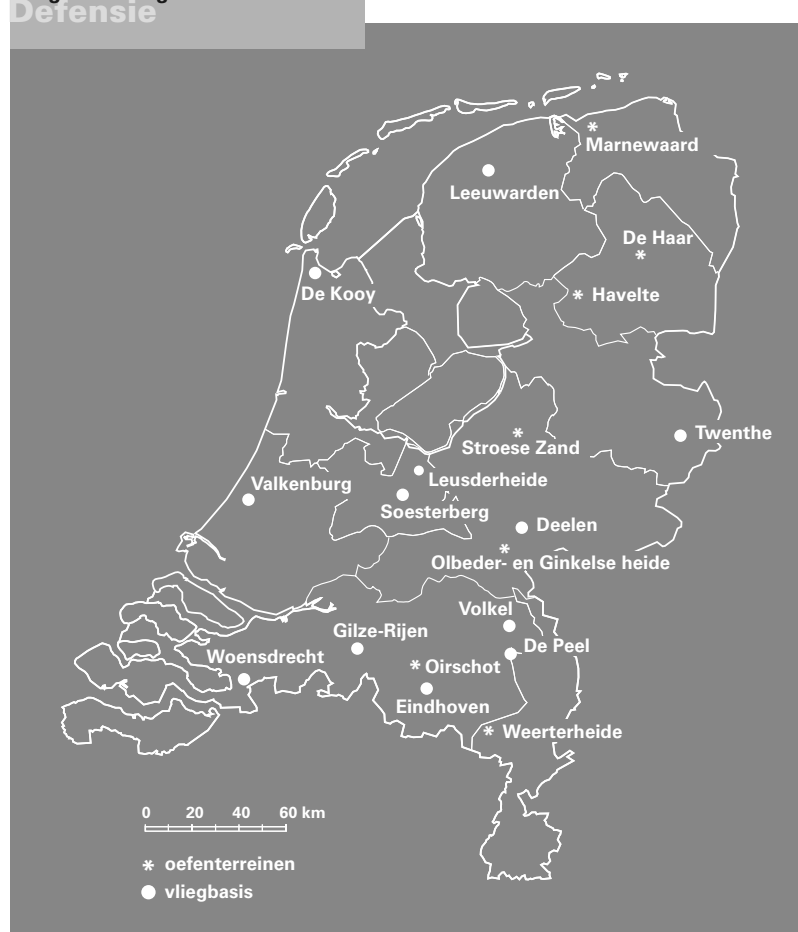 Defensie
Marnewaard
Leeuwarden
De Haar
De Kooy
Havelte
Twenthe
Stroese Zand
Leusderheide
Valkenburg
Soesterberg
Deelen
Olbeder- en Ginkelse heide
Volkel
Gilze-Rijen
De Peel
Woensdrecht
* Oirschot
Eindhoven
* Weerterheide
0 20 40 60 km
* oefenterreinen
vliegbasis